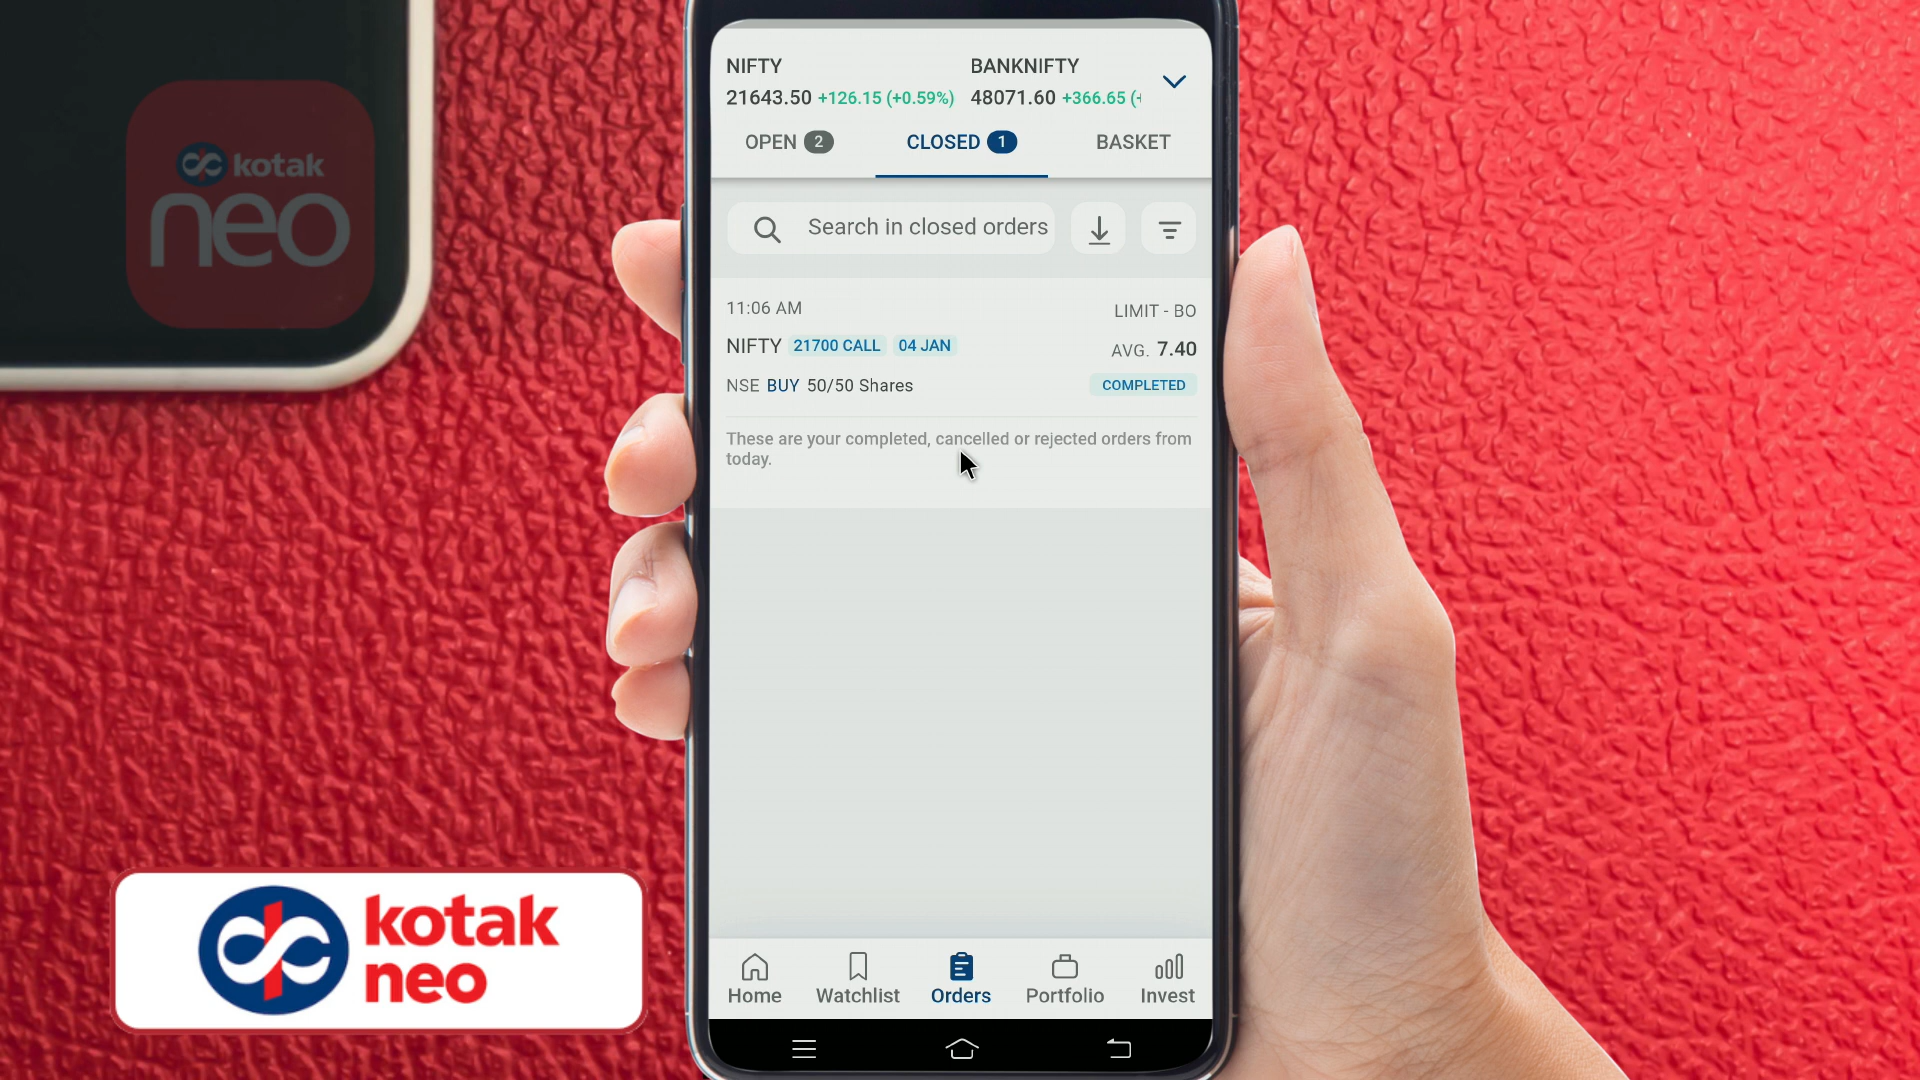 kotak
neo
NIFTY
21643.50 +126.15 (+0.59%)
BANKNIFTY
48071.60 +366.65 (+
OPEN 2
CLOSED 1
BASKET
Search in closed orders
11:06 AM
LIMIT - BO
NIFTY 21700 CALL 04 JAN
AVG. 7.40
NSE BUY 50/50 Shares
COMPLETED
These are your completed, cancelled or rejected orders from
today.
Home
Watchlist
Orders
Portfolio
Invest
kotak
neo